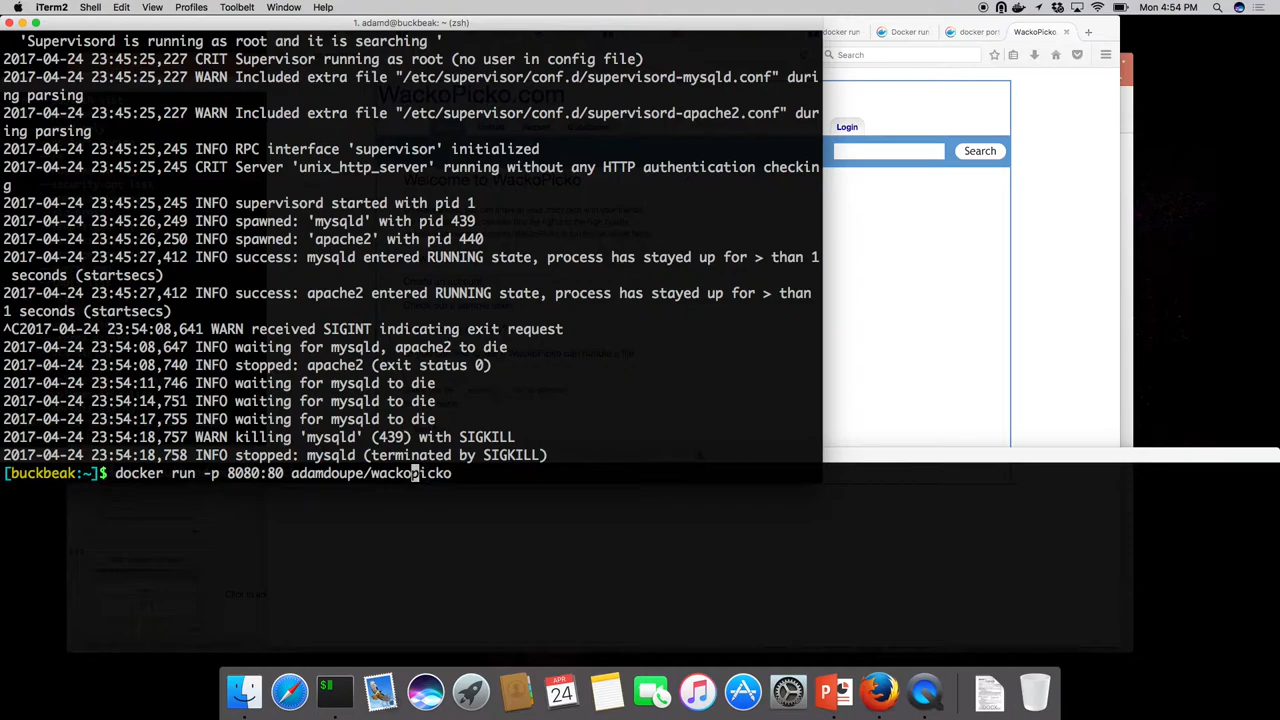 iTerm2 Shell Edit View Profiles Toolbelt Window Help
Mon 4:54 PM
1. adamd@buckbeak: ~ (zsh)
'Supervisord is running as root and it is searching '
2017-04-24 23:45:25,227 CRIT Supervisor running as root (no user in config file)
2017-04-24 23:45:25,227 WARN Included extra file "/etc/supervisor/conf.d/supervisord-mysqld.conf" duri
ng parsing
2017-04-24 23:45:25,227 WARN Included extra file "/etc/supervisor/conf.d/supervisord-apache2.conf" dur
ing parsing
2017-04-24 23:45:25,245 INFO RPC interface 'supervisor' initialized
2017-04-24 23:45:25,245 CRIT Server 'unix_http_server' running without any HTTP authentication checkin
g
2017-04-24 23:45:25,245 INFO supervisord started with pid 1
2017-04-24 23:45:26,249 INFO spawned: 'mysqld' with pid 439
2017-04-24 23:45:26,250 INFO spawned: 'apache2' with pid 440
2017-04-24 23:45:27,412 INFO success: mysqld entered RUNNING state, process has stayed up for > than 1
seconds (startsecs)
2017-04-24 23:45:27,412 INFO success: apache2 entered RUNNING state, process has stayed up for > than
1 seconds (startsecs)
^C2017-04-24 23:54:08,641 WARN received SIGINT indicating exit request
2017-04-24 23:54:08,647 INFO waiting for mysqld, apache2 to die
2017-04-24 23:54:08,740 INFO stopped: apache2 (exit status 0)
2017-04-24 23:54:11,746 INFO waiting for mysqld to die
2017-04-24 23:54:14,751 INFO waiting for mysqld to die
2017-04-24 23:54:17,755 INFO waiting for mysqld to die
2017-04-24 23:54:18,757 WARN killing 'mysqld' (439) with SIGKILL
2017-04-24 23:54:18,758 INFO stopped: mysqld (terminated by SIGKILL)
[buckbeak:~]$ docker run -p 8080:80 adamdoupe/wackopicko
docker run
Docker run
docker por
WackoPicko
Search
WackoPicko.com
Login
Search
Welcome to WackoPicko
APR
24